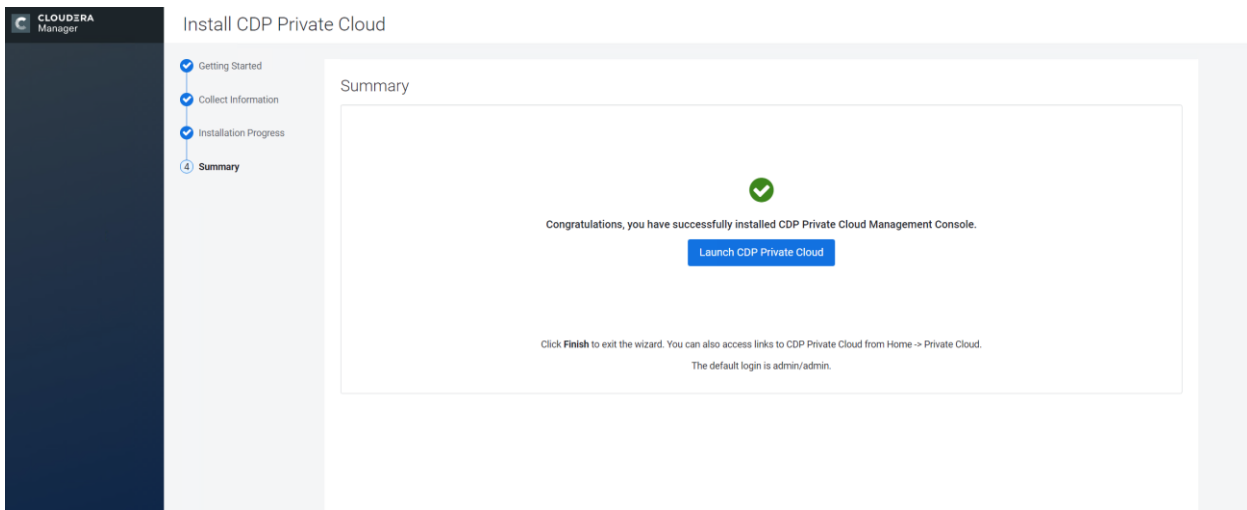 C CLOUDERA
Manager
Install CDP Private Cloud
Getting Started
Collect Information
Installation Progress
4 Summary
Summary
Congratulations, you have successfully installed CDP Private Cloud Management Console.
Launch CDP Private Cloud
Click Finish to exit the wizard. You can also access links to CDP Private Cloud from Home -> Private Cloud.
The default login is admin/admin.